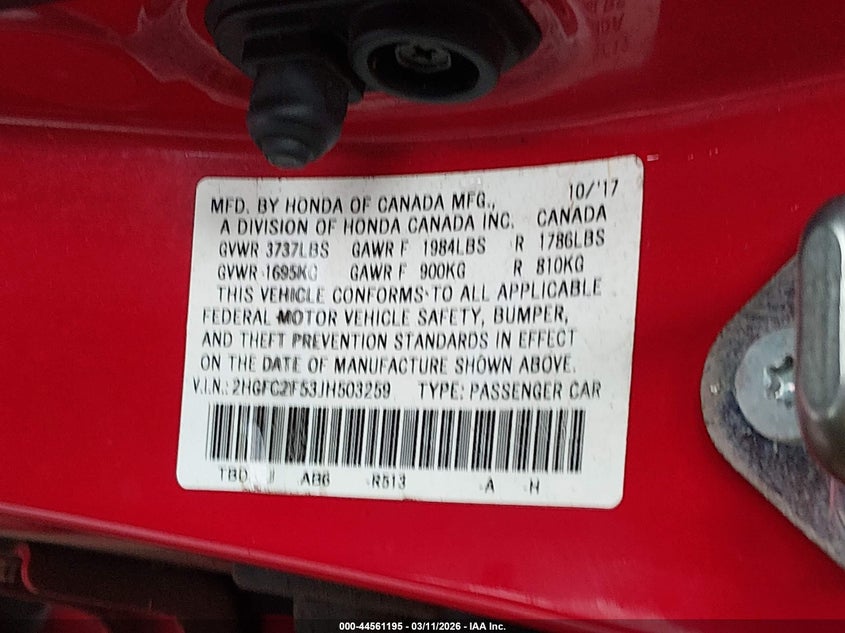 MFD. BY HONDA OF CANADA MFG., 10/'17
A DIVISION OF HONDA CANADA INC. CANADA
GVWR 3737LBS GAWR F 1984LBS R 1786LBS
GVWR 1695KG GAWR F 900KG R 810KG
THIS VEHICLE CONFORMS TO ALL APPLICABLE
FEDERAL MOTOR VEHICLE SAFETY, BUMPER,
AND THEFT PREVENTION STANDARDS IN EFFECT
ON THE DATE OF MANUFACTURE SHOWN ABOVE.
V.I.N.: 2HGFC2F53JH503259 TYPE: PASSENGER CAR
TBD AB6 -R513 -A -H
000-44561195 - 03/11/2026 - IAA Inc.